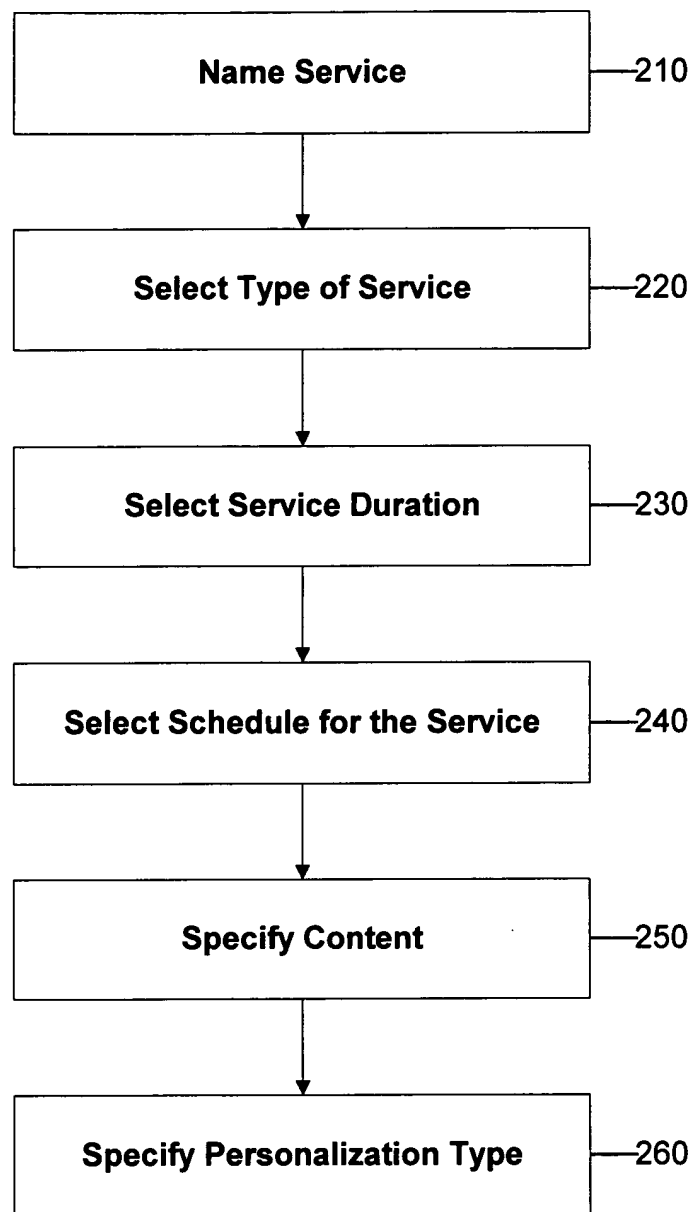 Name Service 210
Select Type of Service 220
Select Service Duration 230
Select Schedule for the Service 240
Specify Content 250
Specify Personalization Type 260